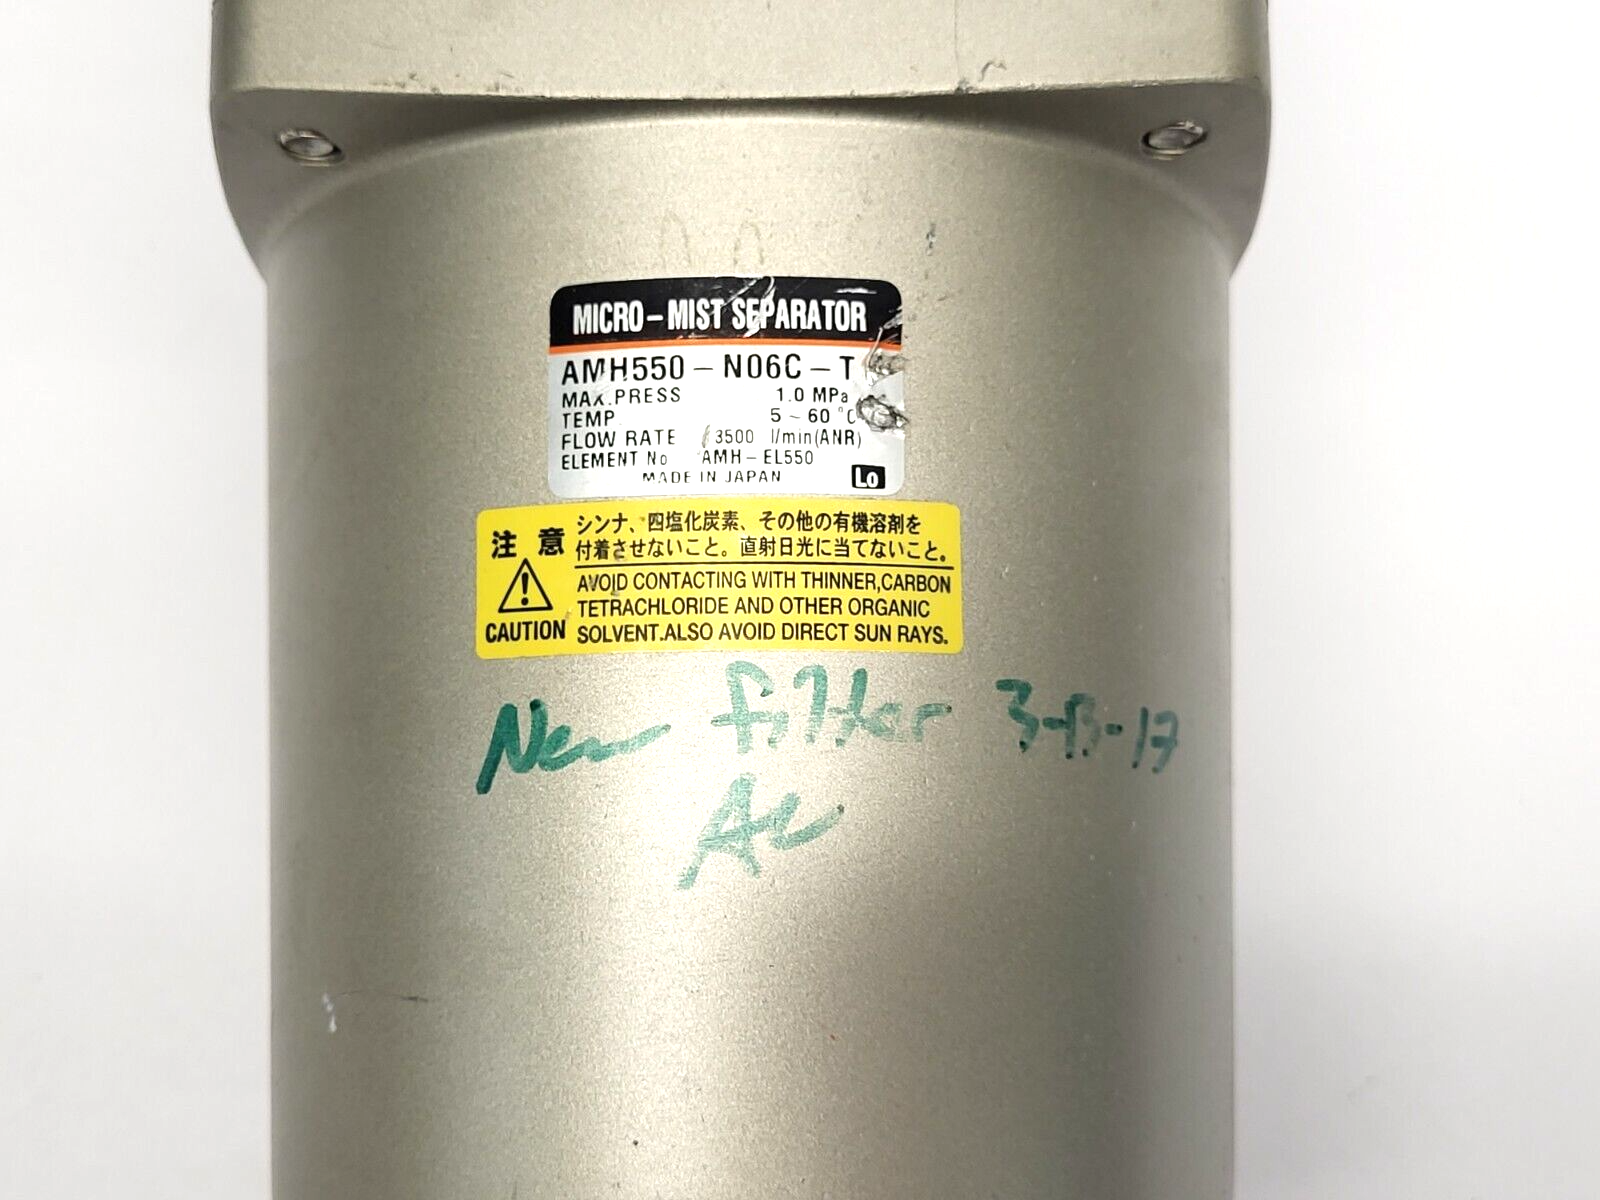 MICRO-MIST SEPARATOR
AMH550-N06C-T
MAX.PRESS 1.0 MPa
TEMP 5~60 °C
FLOW RATE 3500 l/min(ANR)
ELEMENT No AMH-EL550
MADE IN JAPAN Lo
注意
シンナ、四塩化炭素、その他の有機溶剤を
付着させないこと。直射日光に当てないこと。
CAUTION
AVOID CONTACTING WITH THINNER,CARBON
TETRACHLORIDE AND OTHER ORGANIC
SOLVENT.ALSO AVOID DIRECT SUN RAYS.
New filter